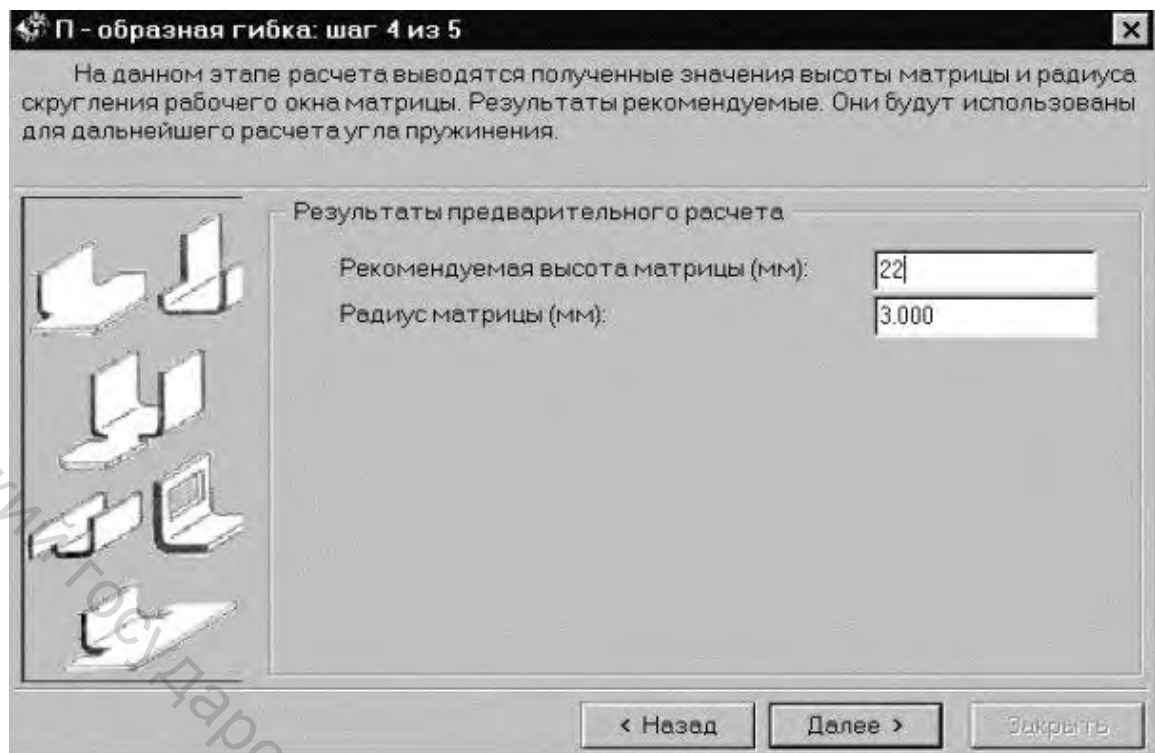 П - образная гибка: шаг 4 из 5
На данном этапе расчета выводятся полученные значения высоты матрицы и радиуса
скругления рабочего окна матрицы. Результаты рекомендуемые. Они будут использованы
для дальнейшего расчета угла пружинения.
Результаты предварительного расчета
Рекомендуемая высота матрицы (мм): 22
Радиус матрицы (мм): 3.000
< Назад Далее > Закрыть